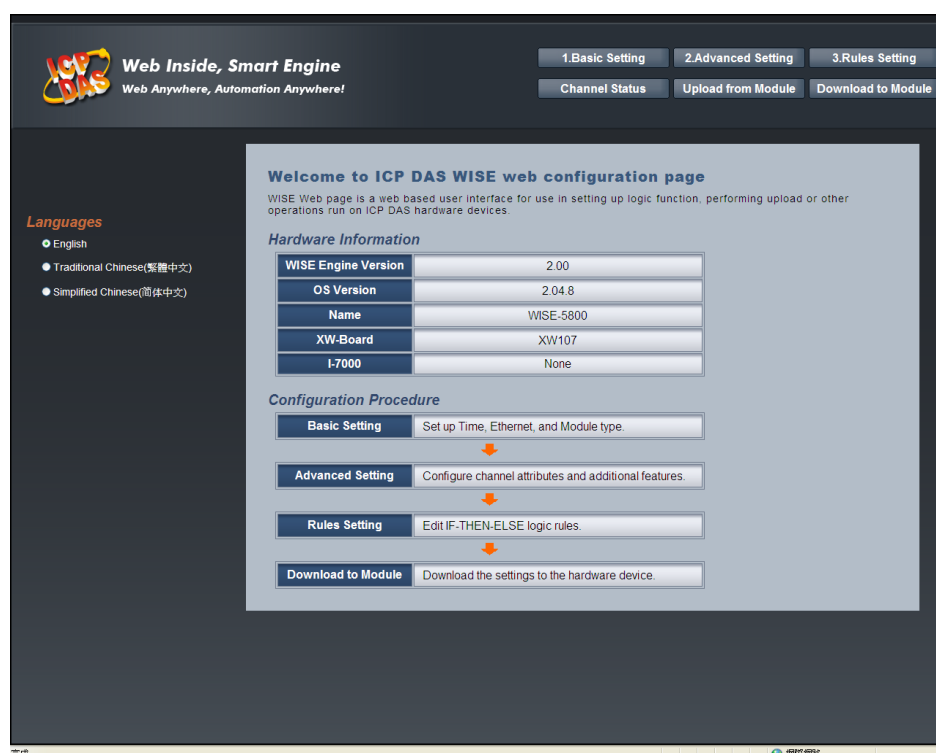 ICP DAS
Web Inside, Smart Engine
Web Anywhere, Automation Anywhere!
1.Basic Setting
2.Advanced Setting
3.Rules Setting
Channel Status
Upload from Module
Download to Module
Languages
English
Traditional Chinese(繁體中文)
Simplified Chinese(简体中文)
Welcome to ICP DAS WISE web configuration page
WISE Web page is a web based user interface for use in setting up logic function, performing upload or other
operations run on ICP DAS hardware devices.
Hardware Information
WISE Engine Version 2.00
OS Version 2.04.8
Name WISE-5800
XW-Board XW107
I-7000 None
Configuration Procedure
Basic Setting Set up Time, Ethernet, and Module type.
Advanced Setting Configure channel attributes and additional features.
Rules Setting Edit IF-THEN-ELSE logic rules.
Download to Module Download the settings to the hardware device.